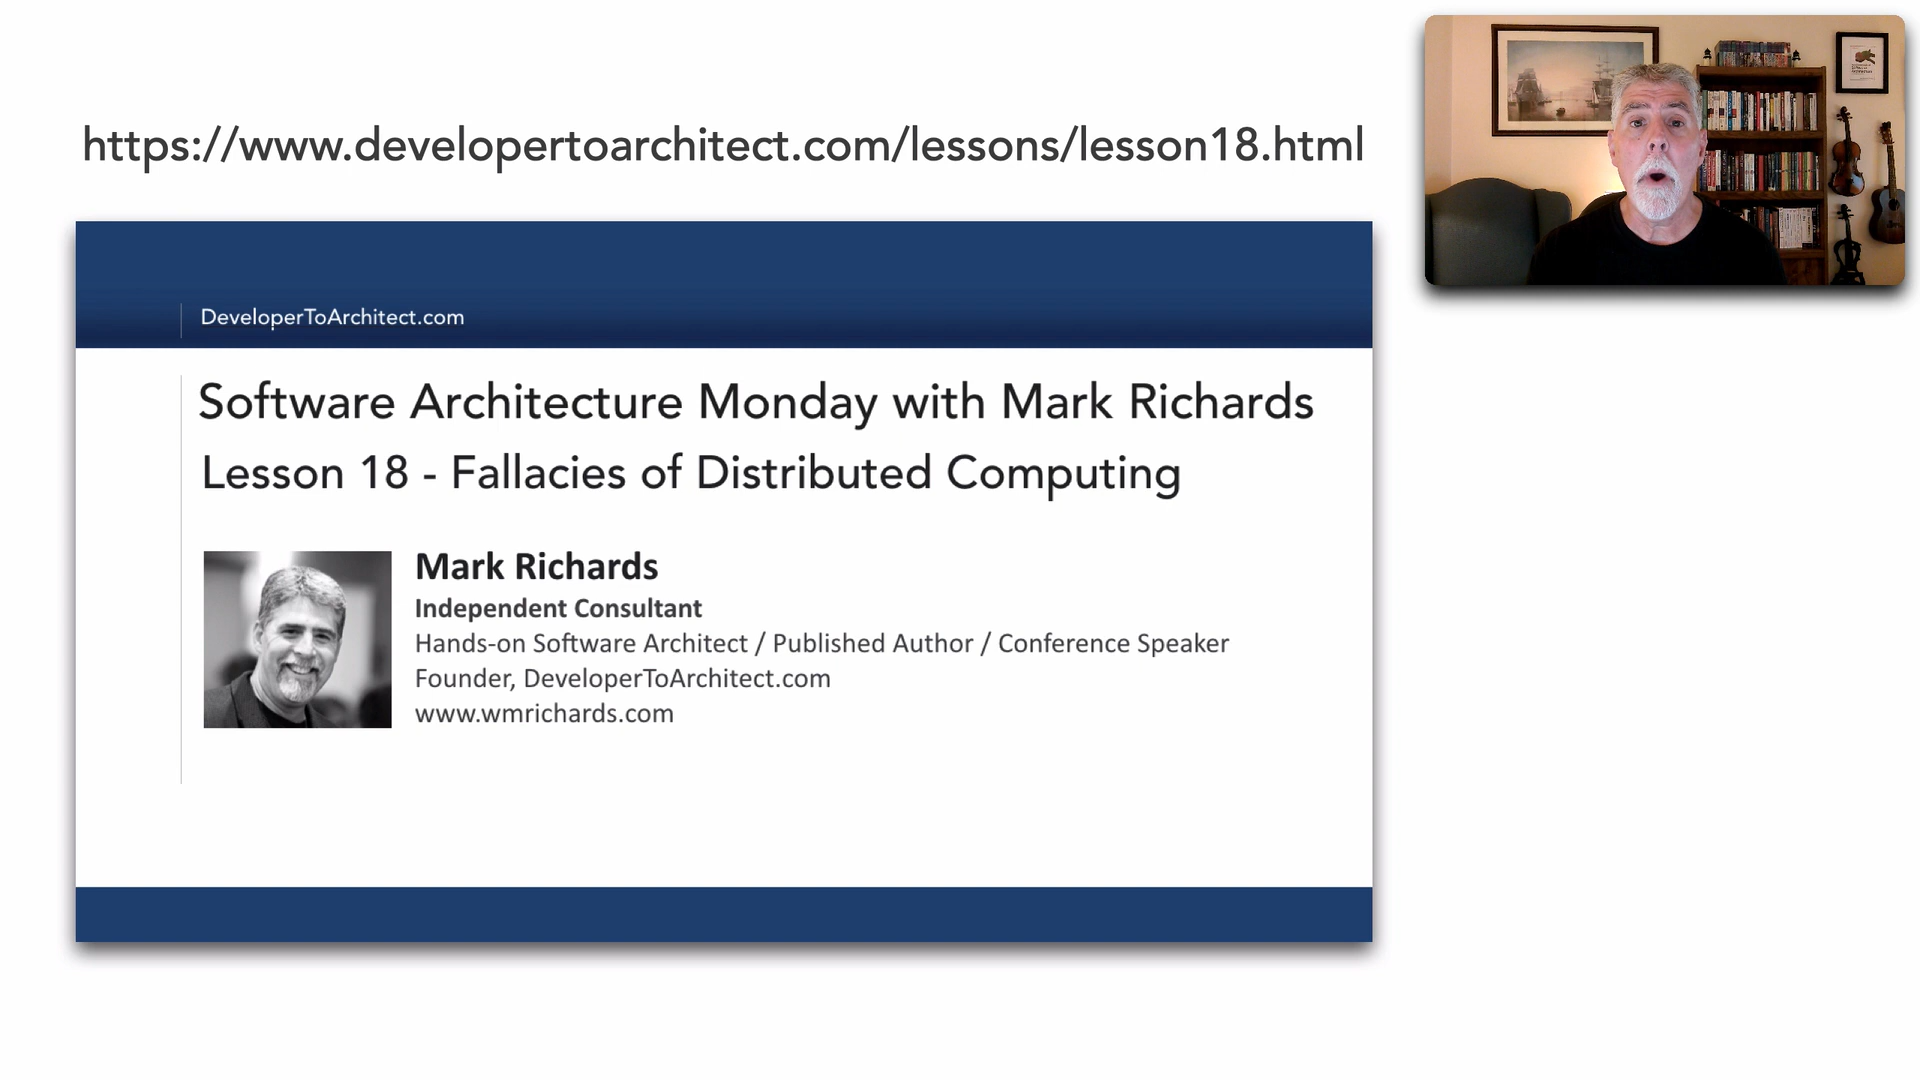 https://www.developertoarchitect.com/lessons/lesson18.html
DeveloperToArchitect.com
Software Architecture Monday with Mark Richards
Lesson 18 - Fallacies of Distributed Computing
Mark Richards
Independent Consultant
Hands-on Software Architect / Published Author / Conference Speaker
Founder, DeveloperToArchitect.com
www.wmrichards.com